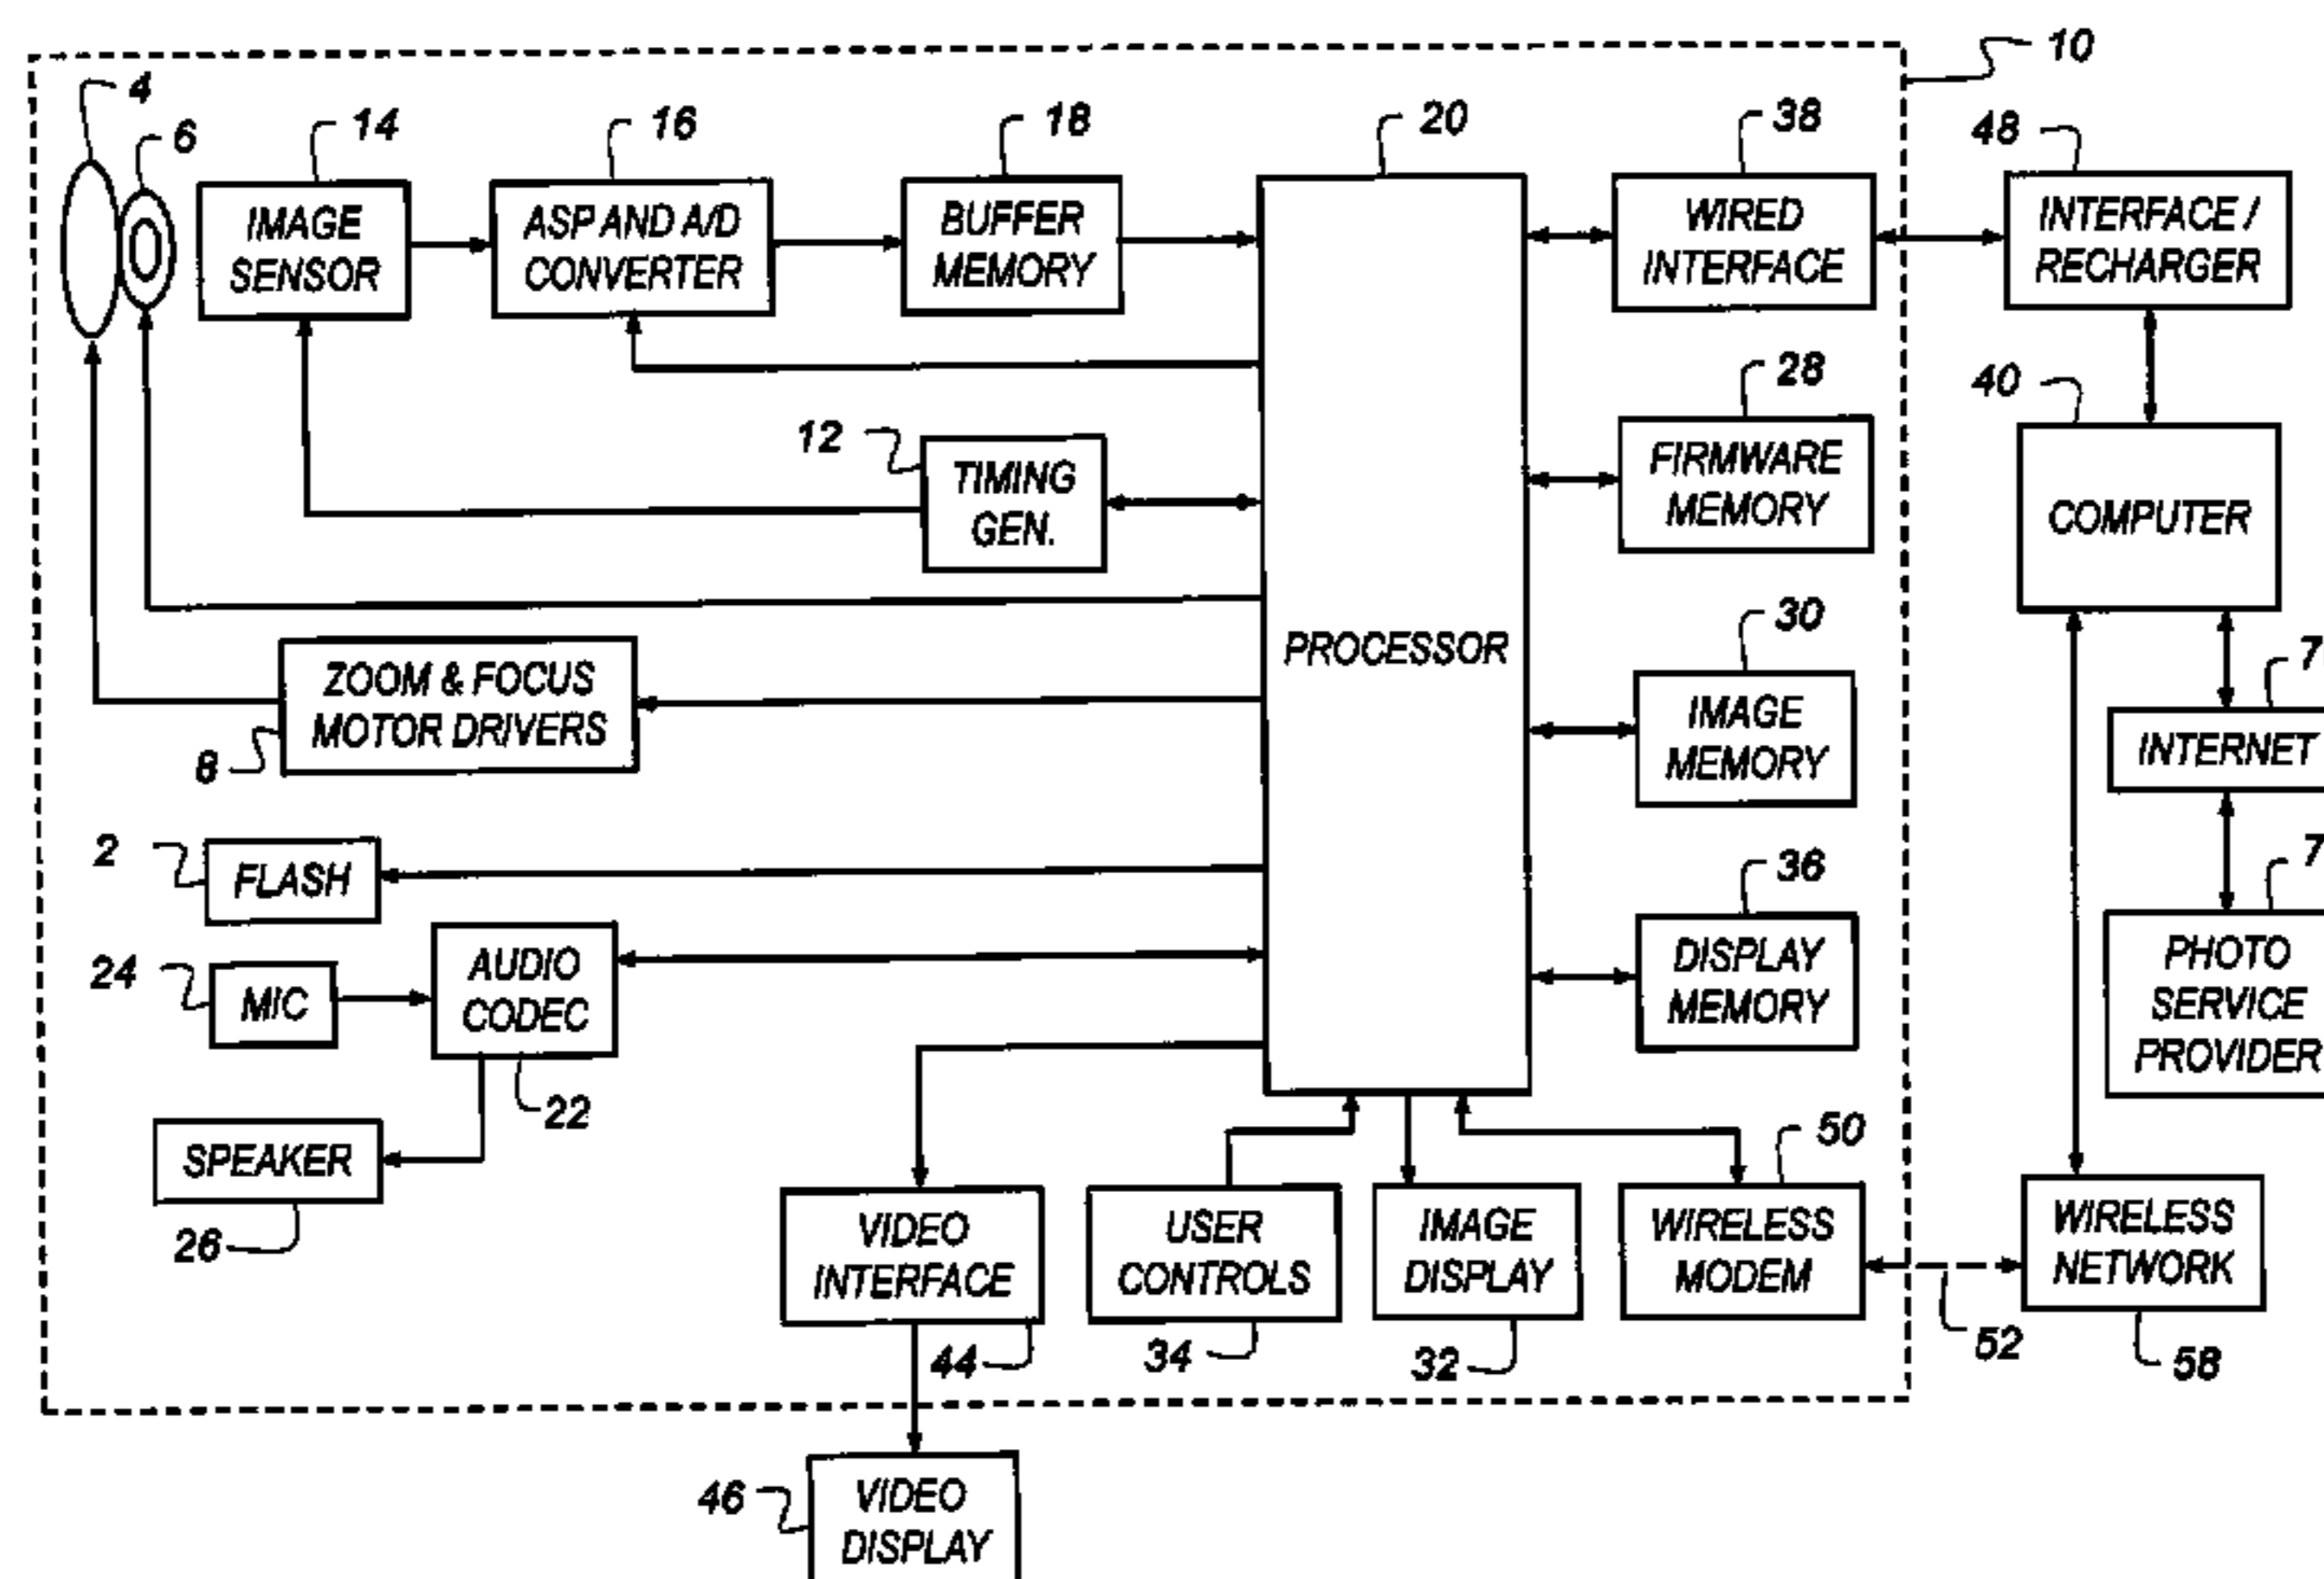 10
4
6
14
16
18
20
38
48
IMAGE
SENSOR
ASP AND A/D
CONVERTER
BUFFER
MEMORY
WIRED
INTERFACE
INTERFACE /
RECHARGER
28
40
12
TIMING
GEN.
FIRMWARE
MEMORY
COMPUTER
30
7
PROCESSOR
ZOOM & FOCUS
MOTOR DRIVERS
8
IMAGE
MEMORY
INTERNET
2
FLASH
36
7
24
MIC
AUDIO
CODEC
22
DISPLAY
MEMORY
PHOTO
SERVICE
PROVIDER
SPEAKER
26
50
VIDEO
INTERFACE
44
USER
CONTROLS
34
IMAGE
DISPLAY
32
WIRELESS
MODEM
52
WIRELESS
NETWORK
58
46
VIDEO
DISPLAY